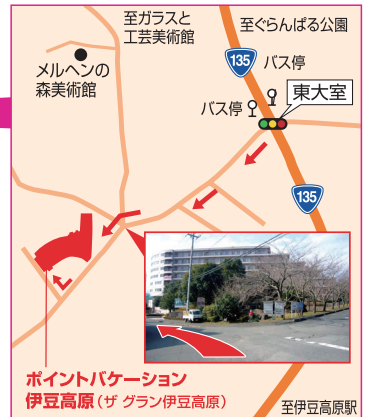 至ガラスと
工芸美術館
至ぐらんぱる公園
135
バス停
メルヘンの
森美術館
バス停
東大室
135
ポイントバケーション
伊豆高原(ザ グラン伊豆高原)
至伊豆高原駅